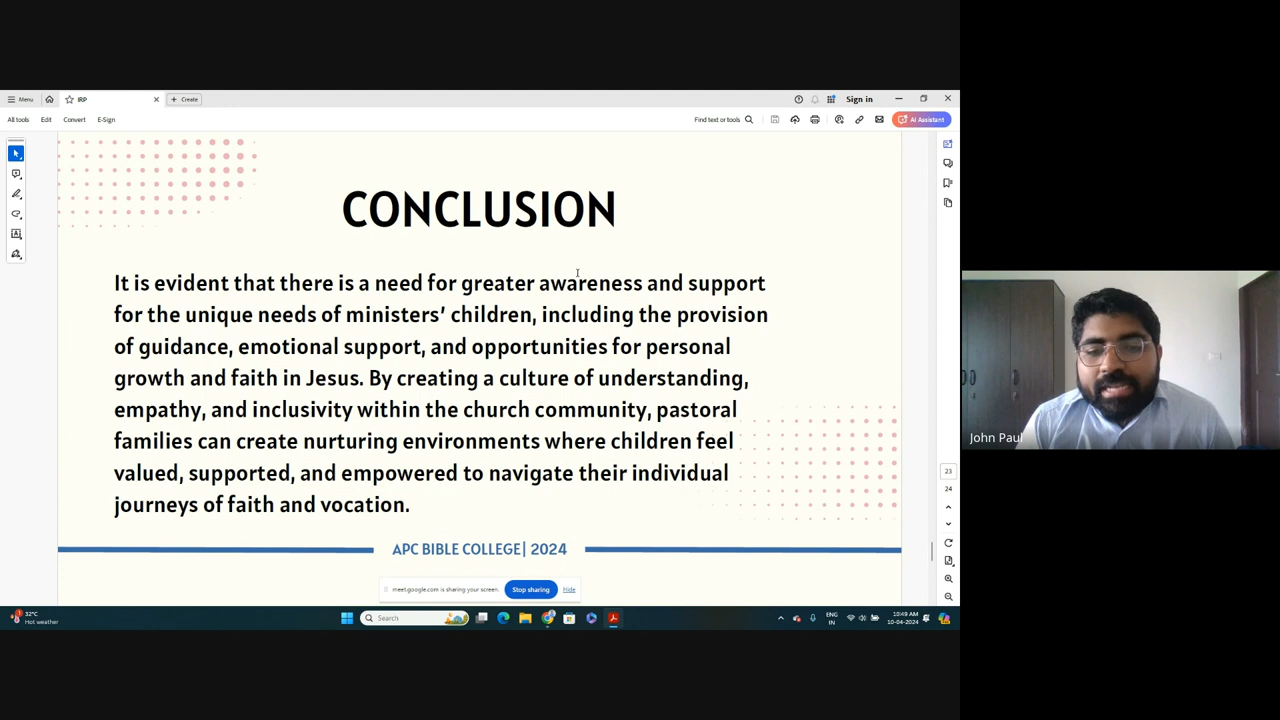 Menu
IRP
Create
Sign in
All tools
Edit
Convert
E-Sign
Find text or tools
AI Assistant
CONCLUSION
It is evident that there is a need for greater awareness and support
for the unique needs of ministers’ children, including the provision
of guidance, emotional support, and opportunities for personal
growth and faith in Jesus. By creating a culture of understanding,
empathy, and inclusivity within the church community, pastoral
families can create nurturing environments where children feel
valued, supported, and empowered to navigate their individual
journeys of faith and vocation.
APC BIBLE COLLEGE| 2024
John Paul
23
24
meet.google.com is sharing your screen.
Stop sharing
Hide
32°C
Hot weather
Search
ENG
IN
10:49 AM
10-04-2024